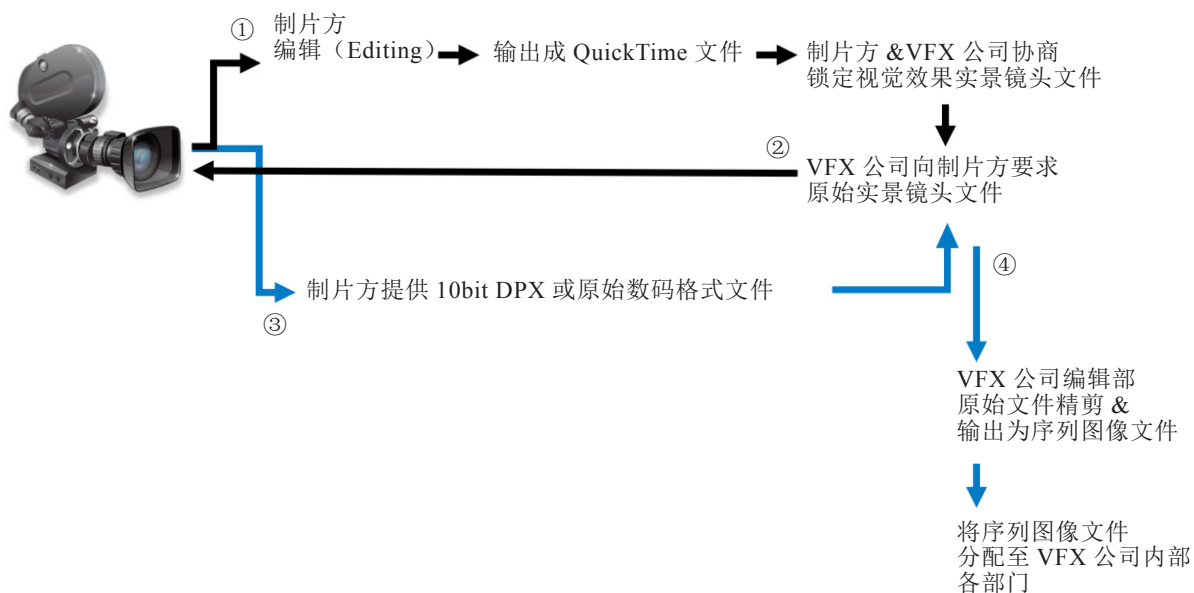 ①
制片方
编辑（Editing）
输出成 QuickTime 文件
制片方 &VFX 公司协商
锁定视觉效果实景镜头文件
②
VFX 公司向制片方要求
原始实景镜头文件
③
制片方提供 10bit DPX 或原始数码格式文件
④
VFX 公司编辑部
原始文件精剪 &
输出为序列图像文件
将序列图像文件
分配至 VFX 公司内部
各部门